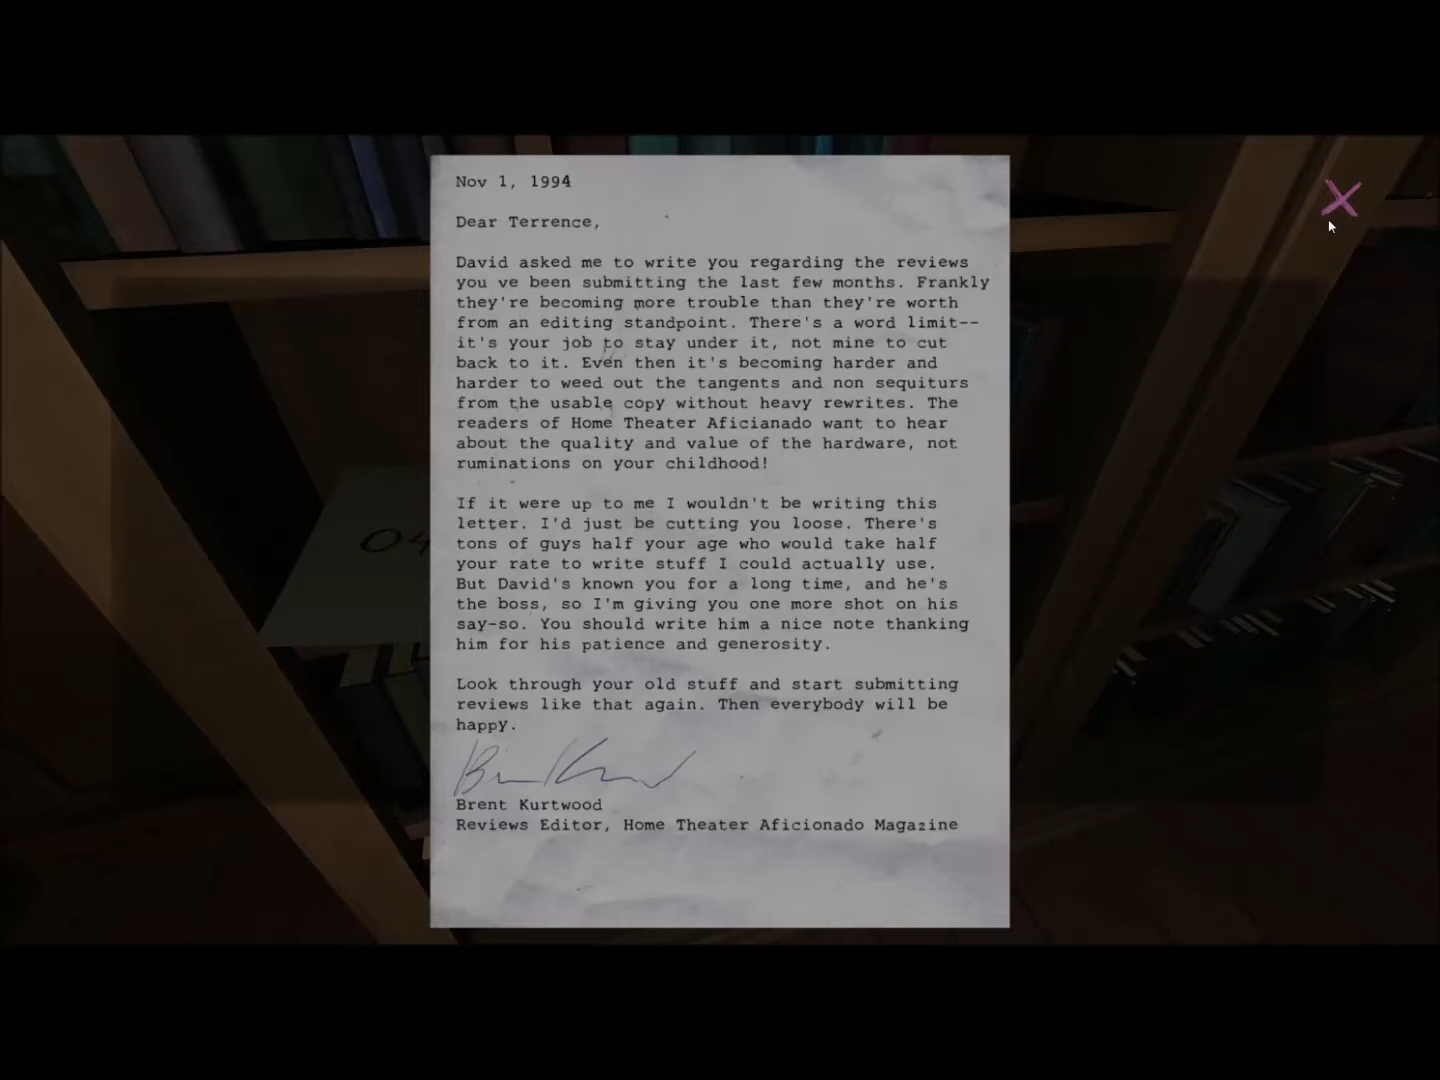 Nov 1, 1994
Dear Terrence,
David asked me to write you regarding the reviews
you ve been submitting the last few months. Frankly
they're becoming more trouble than they're worth
from an editing standpoint. There's a word limit--
it's your job to stay under it, not mine to cut
back to it. Even then it's becoming harder and
harder to weed out the tangents and non sequiturs
from the usable copy without heavy rewrites. The
readers of Home Theater Aficianado want to hear
about the quality and value of the hardware, not
ruminations on your childhood!
If it were up to me I wouldn't be writing this
letter. I'd just be cutting you loose. There's
tons of guys half your age who would take half
your rate to write stuff I could actually use.
But David's known you for a long time, and he's
the boss, so I'm giving you one more shot on his
say-so. You should write him a nice note thanking
him for his patience and generosity.
Look through your old stuff and start submitting
reviews like that again. Then everybody will be
happy.
Brent Kurtwood
Reviews Editor, Home Theater Aficionado Magazine